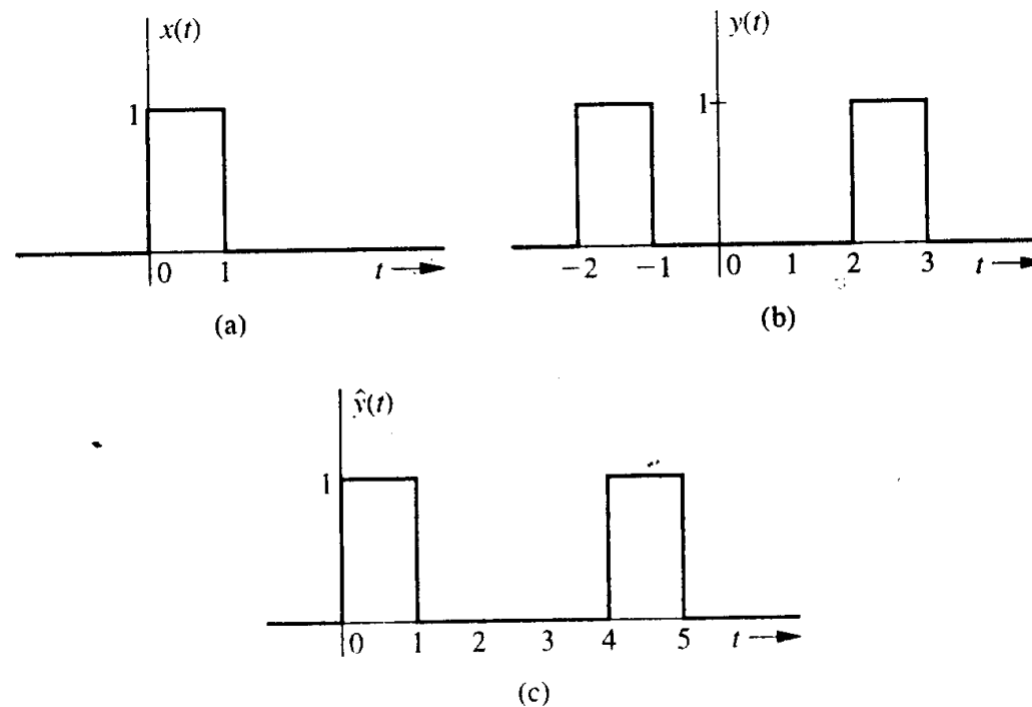 x(t)
1
0 1 t
(a)
y(t)
1
−2 −1 0 1 2 3 t
(b)
ŷ(t)
1
0 1 2 3 4 5 t
(c)